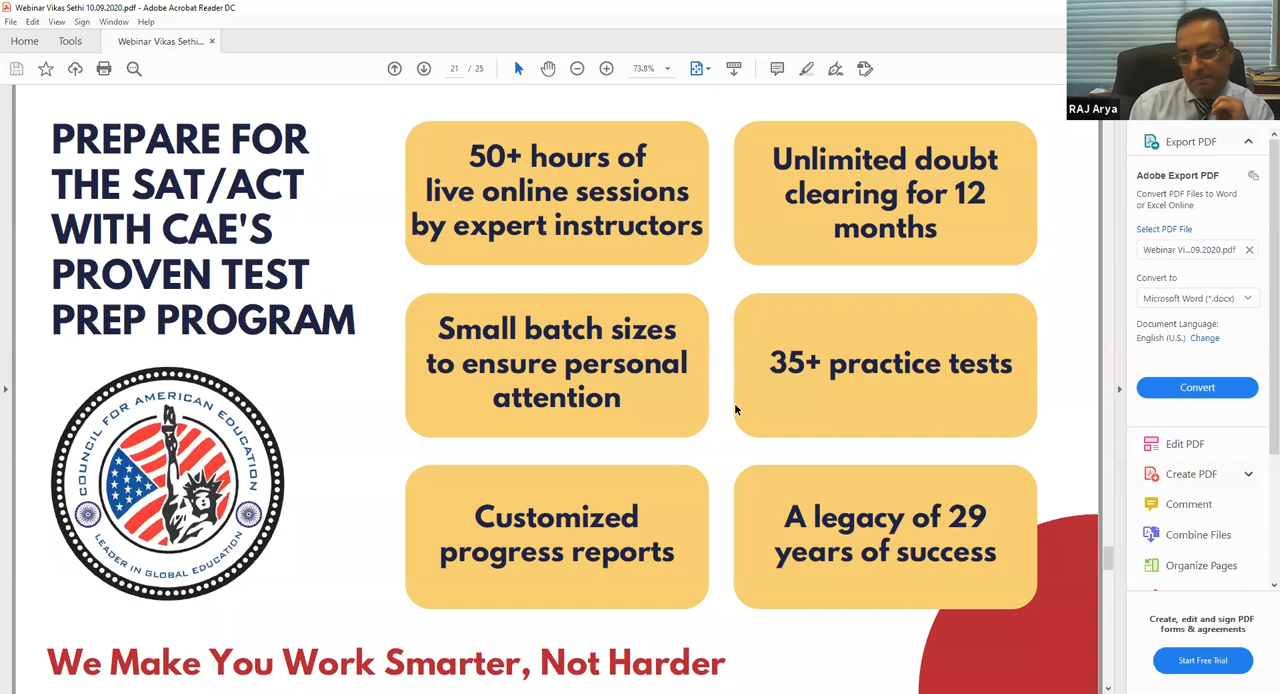 Webinar Vikas Sethi 10.09.2020.pdf - Adobe Acrobat Reader DC
File Edit View Sign Window Help
Home Tools Webinar Vikas Sethi... ×
21 / 25 73.8%
RAJ Arya
PREPARE FOR
THE SAT/ACT
WITH CAE'S
PROVEN TEST
PREP PROGRAM
COUNCIL FOR AMERICAN EDUCATION
LEADER IN GLOBAL EDUCATION
50+ hours of
live online sessions
by expert instructors
Unlimited doubt
clearing for 12
months
Small batch sizes
to ensure personal
attention
35+ practice tests
Customized
progress reports
A legacy of 29
years of success
We Make You Work Smarter, Not Harder
Export PDF
Adobe Export PDF
Convert PDF Files to Word
or Excel Online
Select PDF File
Webinar Vi...09.2020.pdf
Convert to
Microsoft Word (*.docx)
Document Language:
English (U.S.) Change
Convert
Edit PDF
Create PDF
Comment
Combine Files
Organize Pages
Create, edit and sign PDF
forms & agreements
Start Free Trial